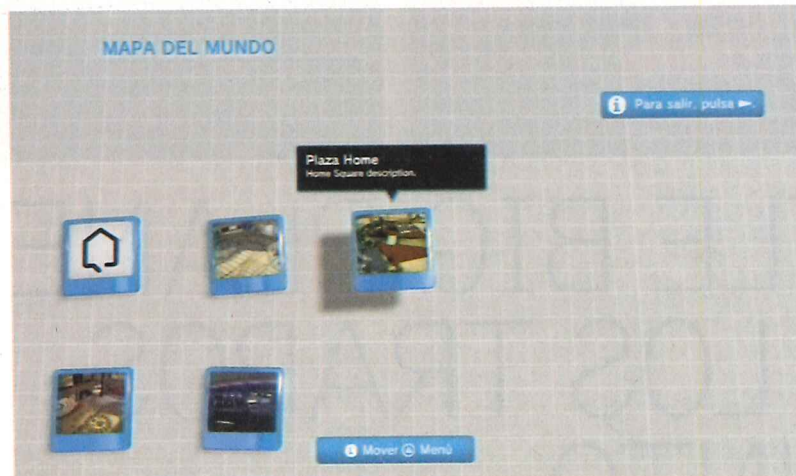 MAPA DEL MUNDO
Para salir, pulsa
Plaza Home
Home Square description.
Mover Menú